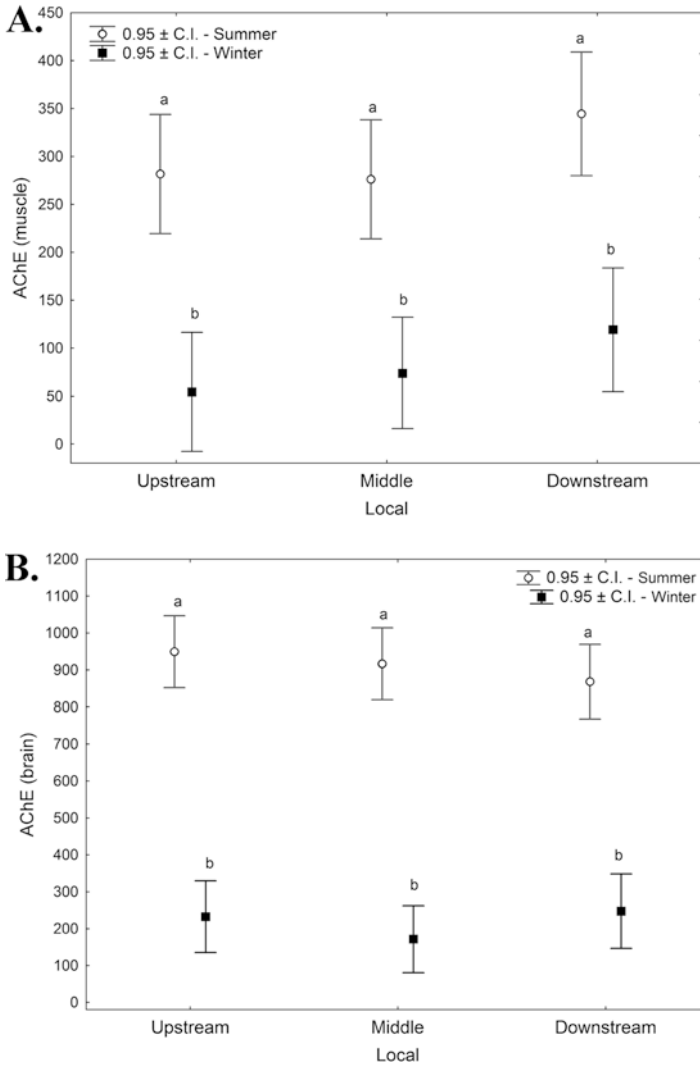 A.
0.95 ± C.I. - Summer
0.95 ± C.I. - Winter
AChE (muscle)
450
400
350
300
250
200
150
100
50
0
a
a
a
b
b
b
Upstream
Middle
Downstream
Local
B.
0.95 ± C.I. - Summer
0.95 ± C.I. - Winter
AChE (brain)
1200
1100
1000
900
800
700
600
500
400
300
200
100
0
a
a
a
b
b
b
Upstream
Middle
Downstream
Local